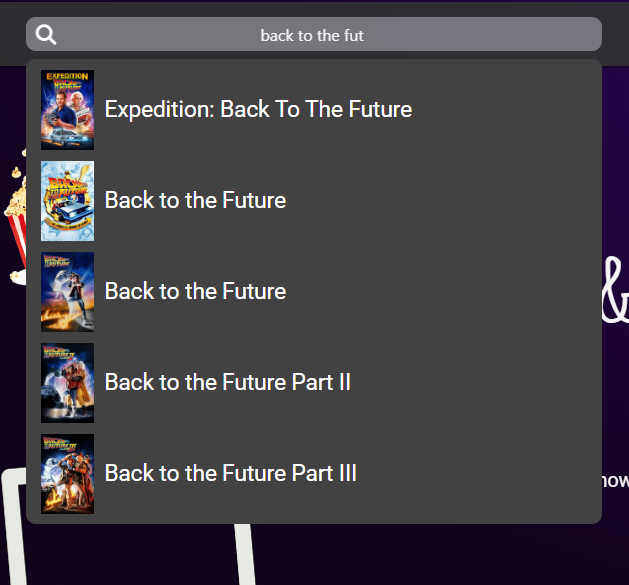 back to the fut
EXPEDITION
Expedition: Back To The Future
Back to the Future
Back to the Future
&
Back to the Future Part II
Back to the Future Part III
now